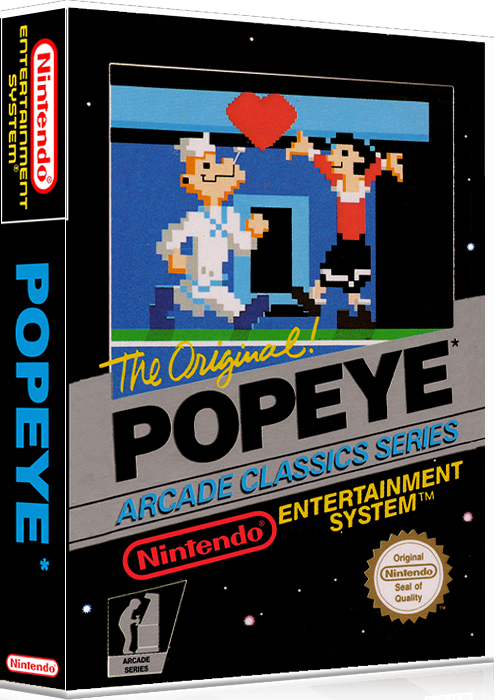 Nintendo®
ENTERTAINMENT
SYSTEM®
POPEYE*
Nintendo
The Original!
POPEYE*
ARCADE CLASSICS SERIES
Nintendo®
ENTERTAINMENT
SYSTEM™
ARCADE
SERIES
Original
Nintendo
Seal of
Quality
TM